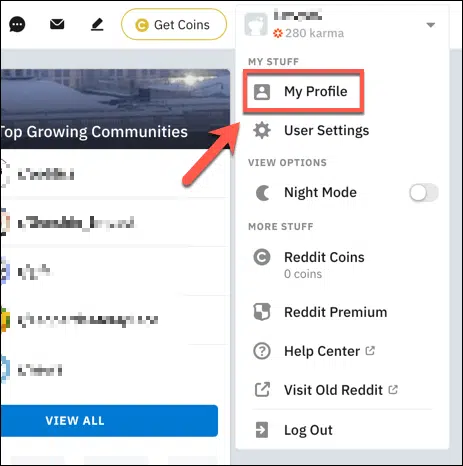 Get Coins
280 karma
MY STUFF
My Profile
User Settings
VIEW OPTIONS
Night Mode
MORE STUFF
Reddit Coins
0 coins
Reddit Premium
Help Center
Visit Old Reddit
Log Out
Top Growing Communities
VIEW ALL